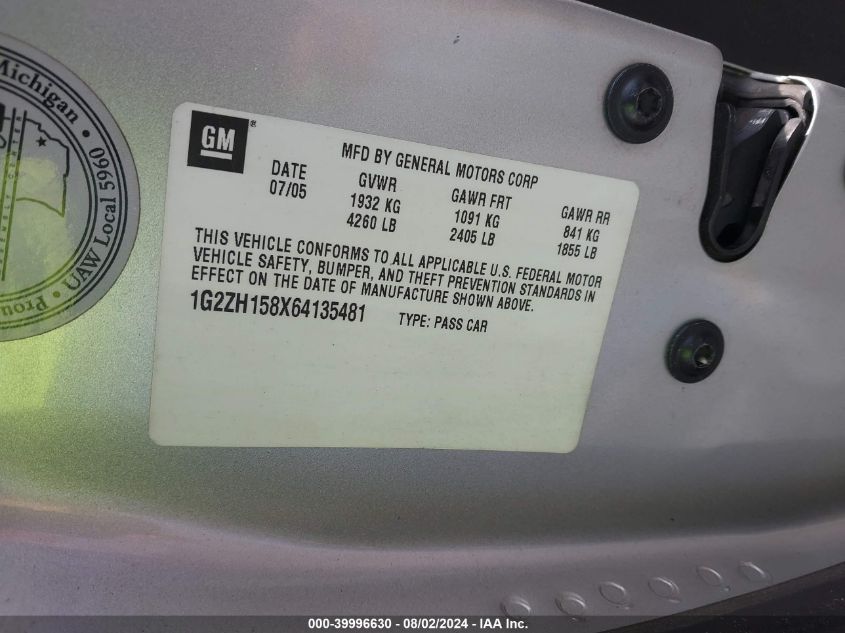 Michigan •
UAW Local 5960 •
Proud
GM
MFD BY GENERAL MOTORS CORP
DATE GVWR GAWR FRT GAWR RR
07/05 1932 KG 1091 KG 841 KG
4260 LB 2405 LB 1855 LB
THIS VEHICLE CONFORMS TO ALL APPLICABLE U.S. FEDERAL MOTOR
VEHICLE SAFETY, BUMPER, AND THEFT PREVENTION STANDARDS IN
EFFECT ON THE DATE OF MANUFACTURE SHOWN ABOVE.
1G2ZH158X64135481 TYPE: PASS CAR
000-39996630 - 08/02/2024 - IAA Inc.